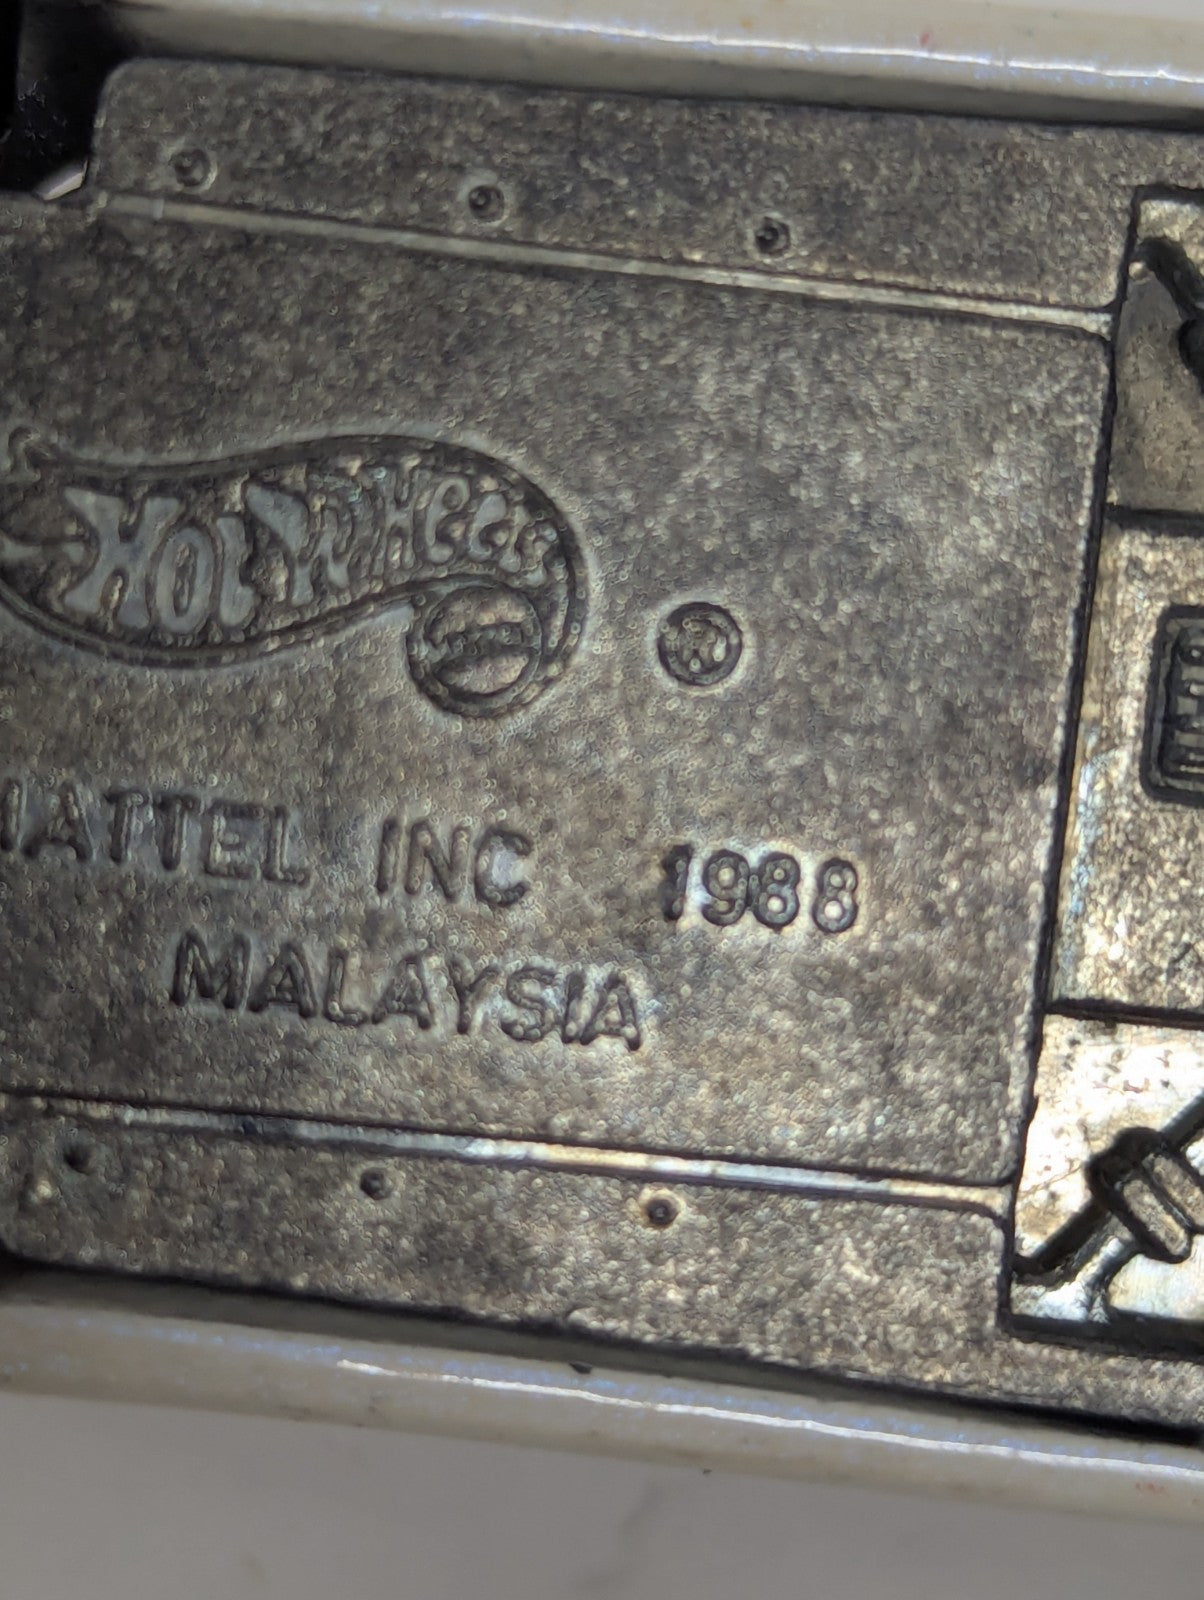 Hot Wheels
MATTEL INC 1988
MALAYSIA